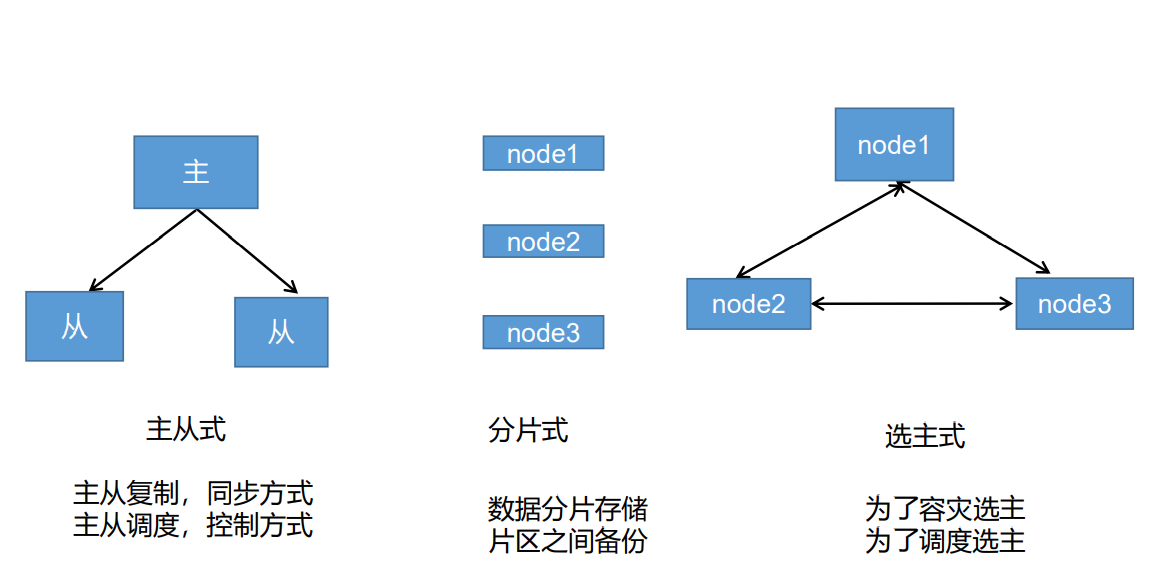 主
从
从
主从式
主从复制，同步方式
主从调度，控制方式
node1
node2
node3
分片式
数据分片存储
片区之间备份
node1
node2
node3
选主式
为了容灾选主
为了调度选主